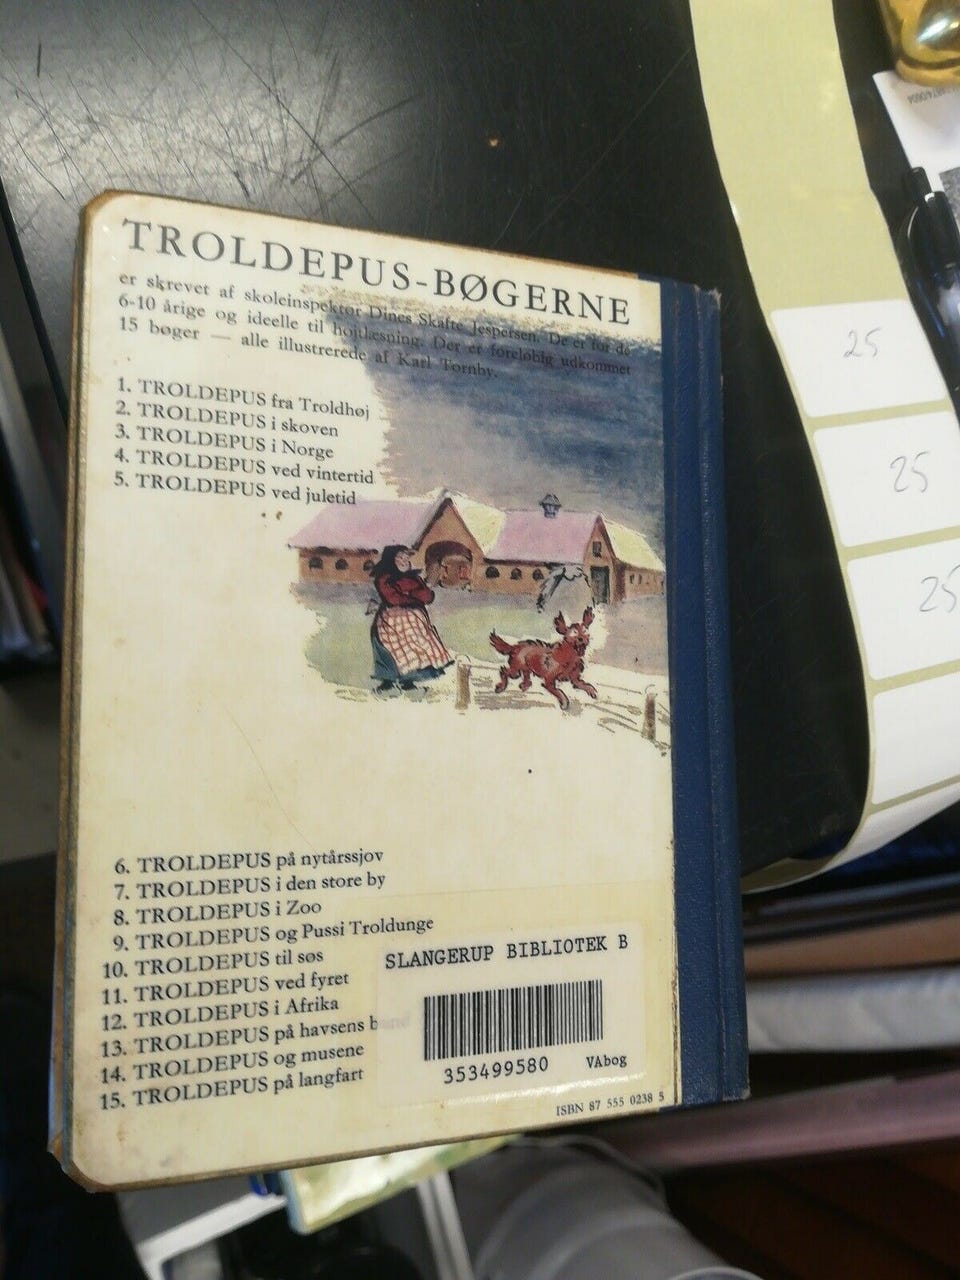 TROLDEPUS-BØGERNE
er skrevet af skoleinspektør Dines Skafte Jespersen. De er for de
6-10 årige og ideelle til højtlæsning. Der er foreløbig udkommet
15 bøger — alle illustrerede af Karl Tornby.
1. TROLDEPUS fra Troldhøj
2. TROLDEPUS i skoven
3. TROLDEPUS i Norge
4. TROLDEPUS ved vintertid
5. TROLDEPUS ved juletid
6. TROLDEPUS på nytårssjov
7. TROLDEPUS i den store by
8. TROLDEPUS i Zoo
9. TROLDEPUS og Pussi Troldunge
10. TROLDEPUS til søs
11. TROLDEPUS ved fyret
12. TROLDEPUS i Afrika
13. TROLDEPUS på havsens bund
14. TROLDEPUS og musene
15. TROLDEPUS på langfart
SLANGERUP BIBLIOTEK B
353499580 VAbog
ISBN 87 555 0238 5
25
25
25